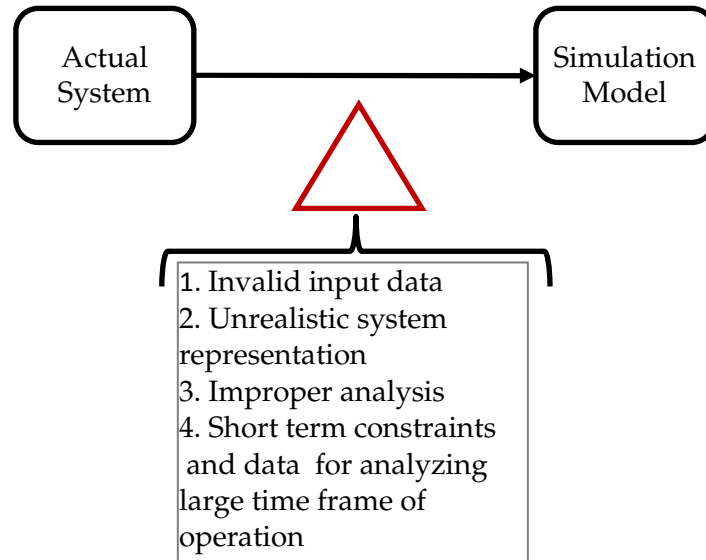 Actual
System
Simulation
Model
1. Invalid input data
2. Unrealistic system
representation
3. Improper analysis
4. Short term constraints
and data for analyzing
large time frame of
operation